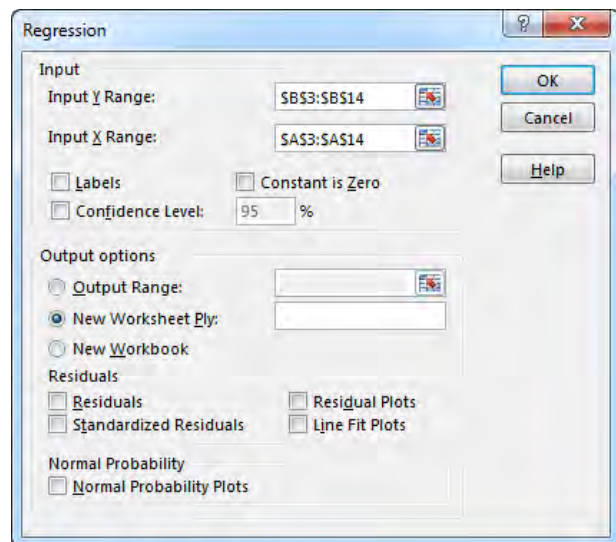 Regression
Input
Input Y Range: $B$3:$B$14
Input X Range: $A$3:$A$14
Labels Constant is Zero
Confidence Level: 95 %
Output options
Output Range:
New Worksheet Ply:
New Workbook
Residuals
Residuals Residual Plots
Standardized Residuals Line Fit Plots
Normal Probability
Normal Probability Plots
OK
Cancel
Help